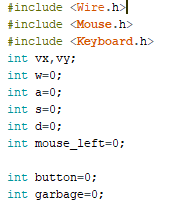 #include <Wire.h>
#include <Mouse.h>
#include <Keyboard.h>
int vx,vy;
int w=0;
int a=0;
int s=0;
int d=0;
int mouse_left=0;
int button=0;
int garbage=0;